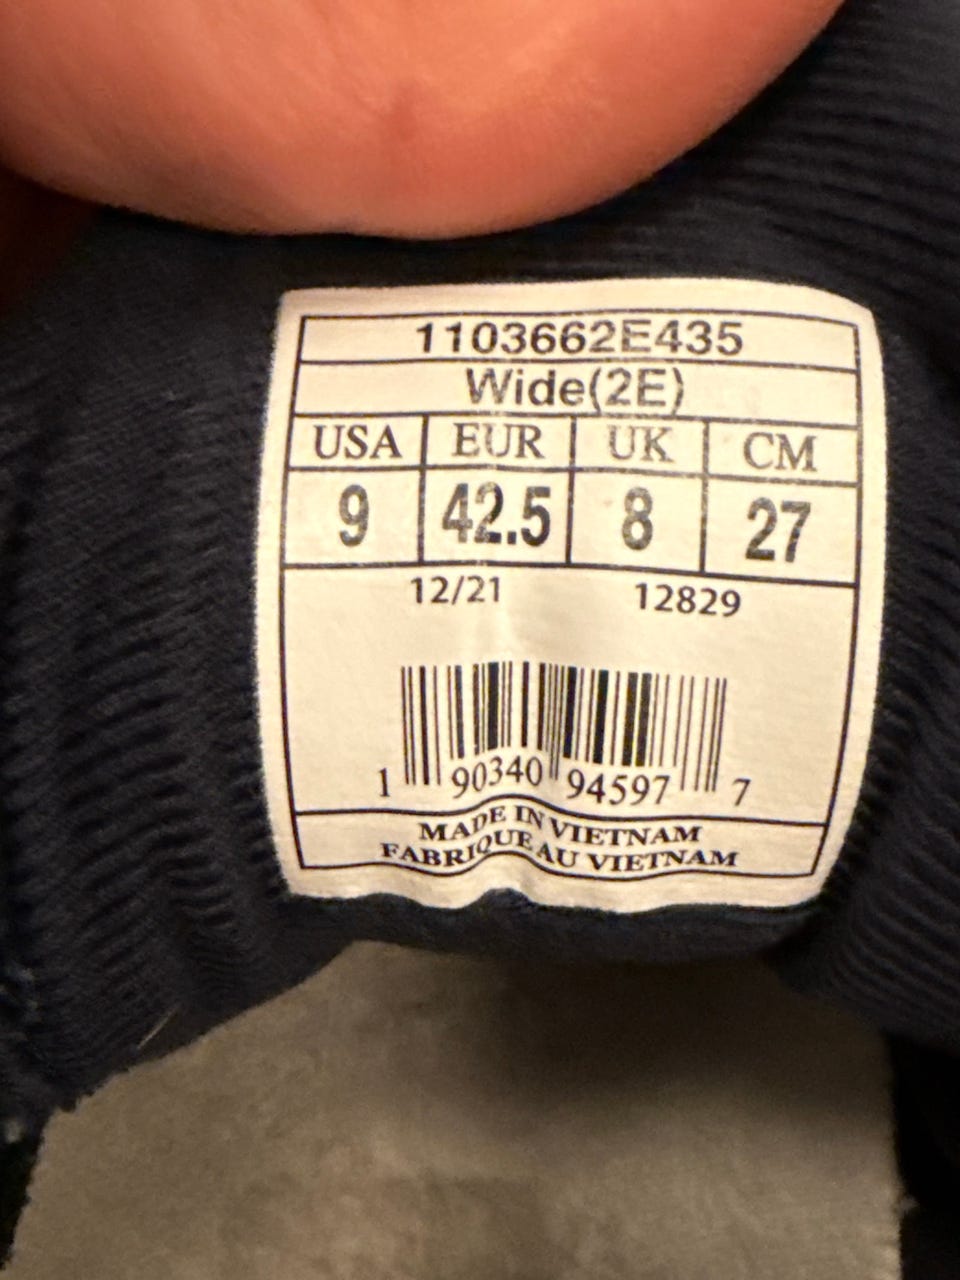 1103662E435
Wide(2E)
USA EUR UK CM
9 42.5 8 27
12/21 12829
1 90340 94597 7
MADE IN VIETNAM
FABRIQUE AU VIETNAM